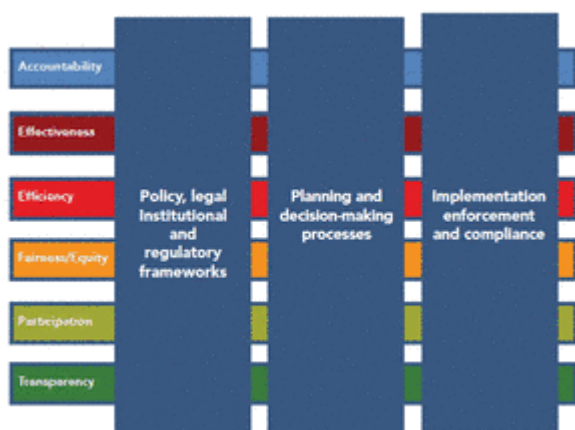 Accountability
Effectiveness
Efficiency
Fairness/Equity
Participation
Transparency
Policy, legal
institutional
and
regulatory
frameworks
Planning and
decision-making
processes
Implementation
enforcement
and compliance